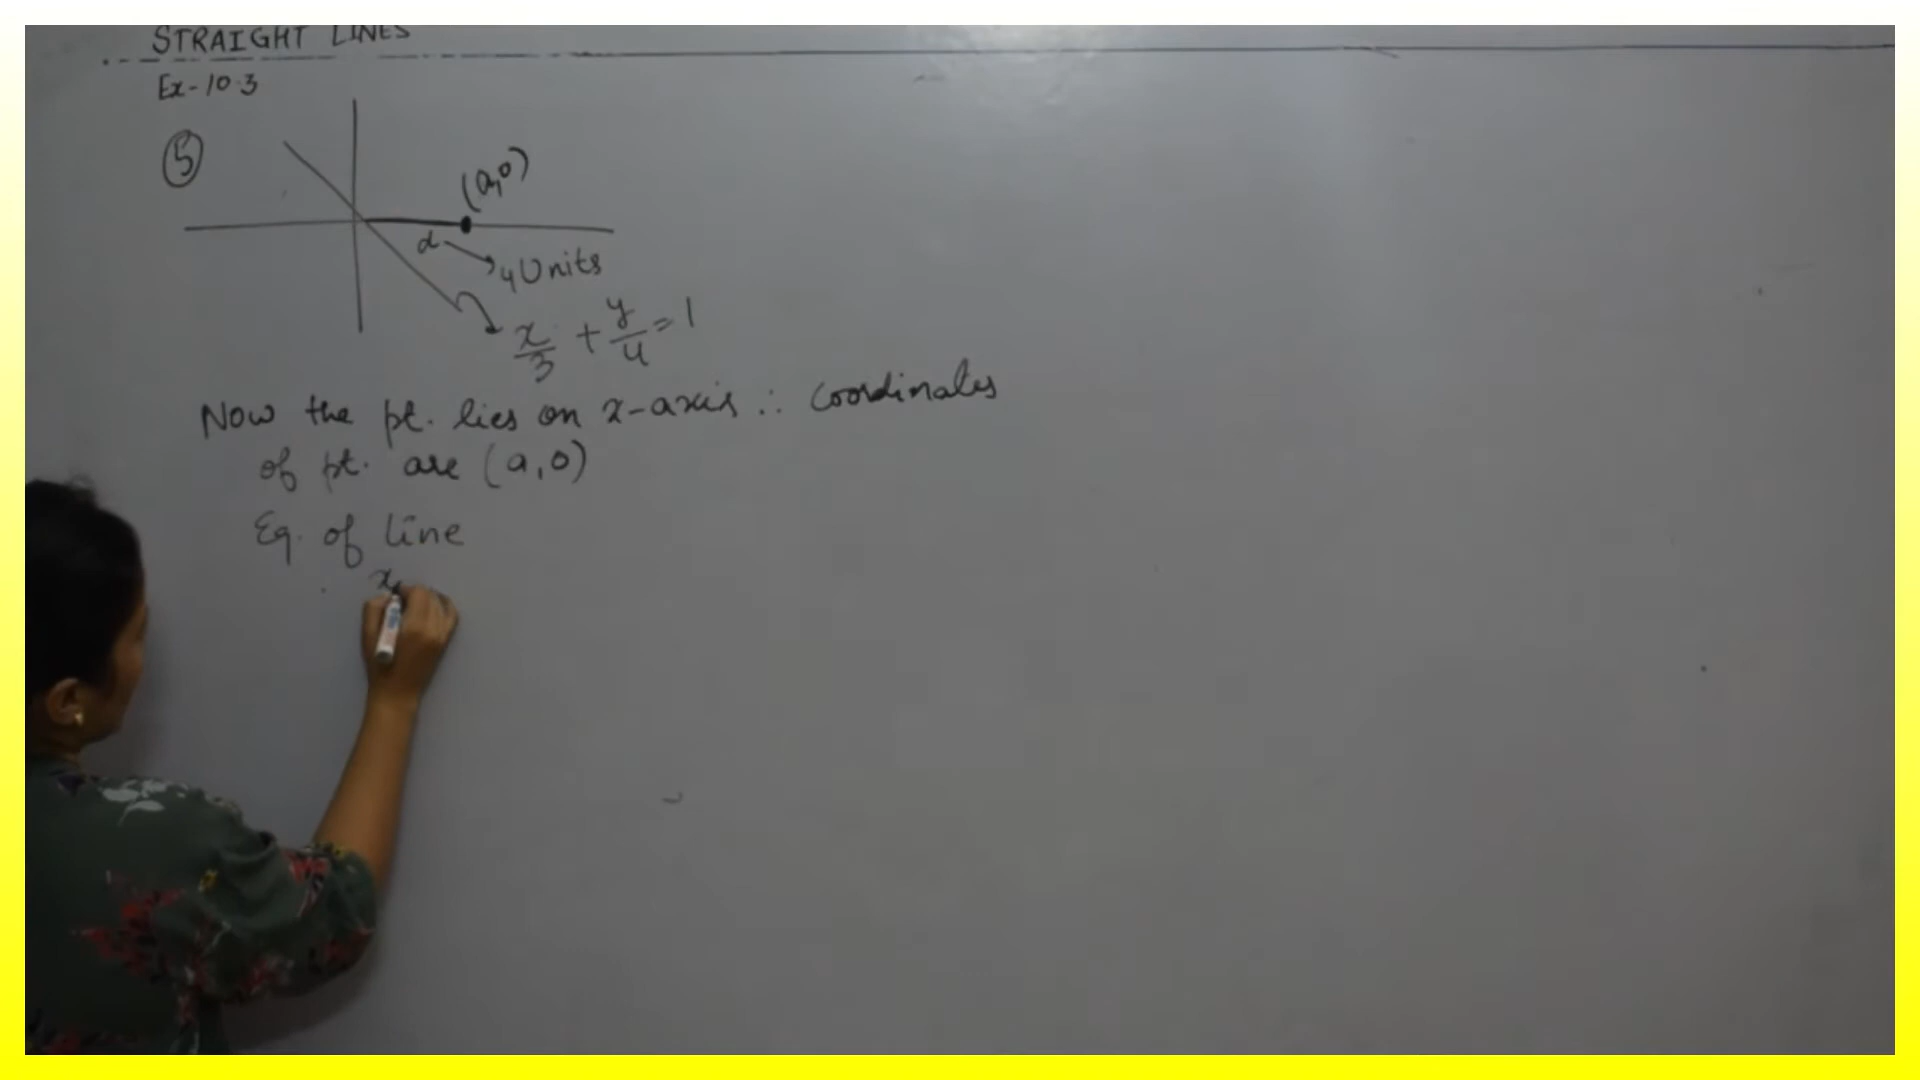 STRAIGHT LINES
Ex-10.3
5
(a,0)
d
4 Units
x/3 + y/4 = 1
Now the pt. lies on x-axis ∴ coordinates
of pt. are (a,0)
Eq. of line
x